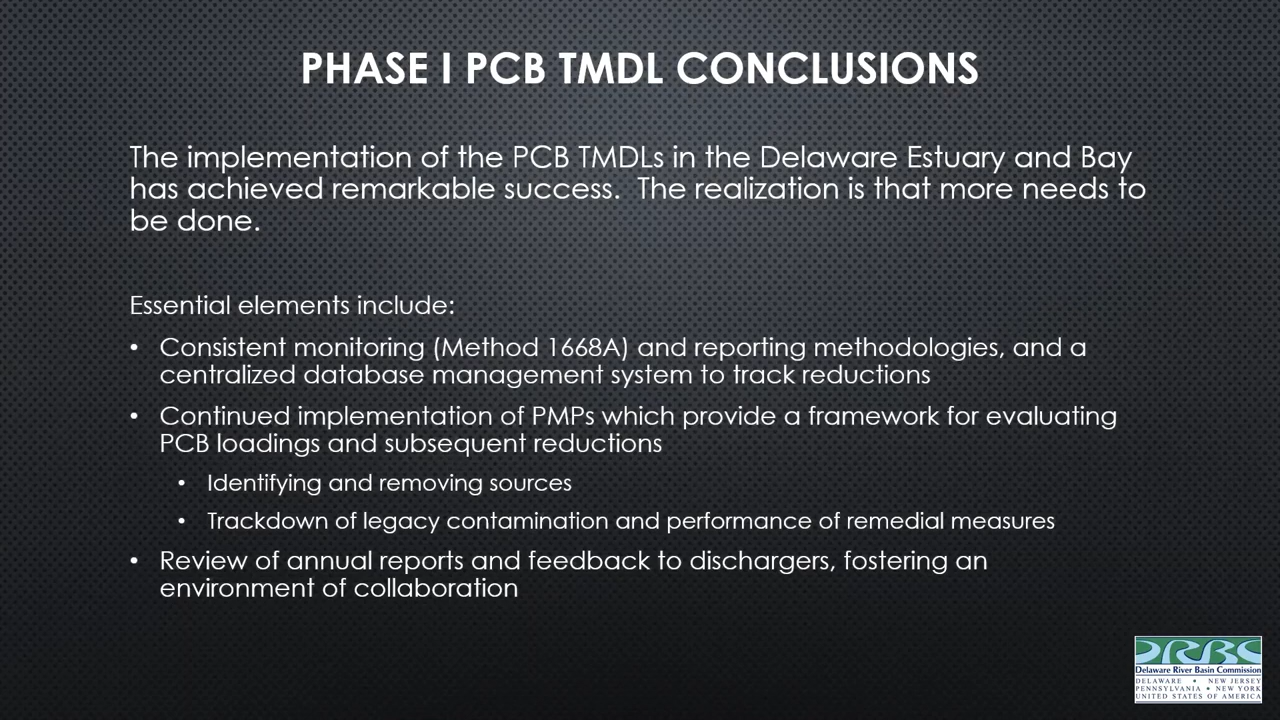 PHASE I PCB TMDL CONCLUSIONS
The implementation of the PCB TMDLs in the Delaware Estuary and Bay
has achieved remarkable success.  The realization is that more needs to
be done.
Essential elements include:
• Consistent monitoring (Method 1668A) and reporting methodologies, and a
centralized database management system to track reductions
• Continued implementation of PMPs which provide a framework for evaluating
PCB loadings and subsequent reductions
• Identifying and removing sources
• Trackdown of legacy contamination and performance of remedial measures
• Review of annual reports and feedback to dischargers, fostering an
environment of collaboration
DRBC
Delaware River Basin Commission
DELAWARE • NEW JERSEY
PENNSYLVANIA • NEW YORK
UNITED STATES OF AMERICA